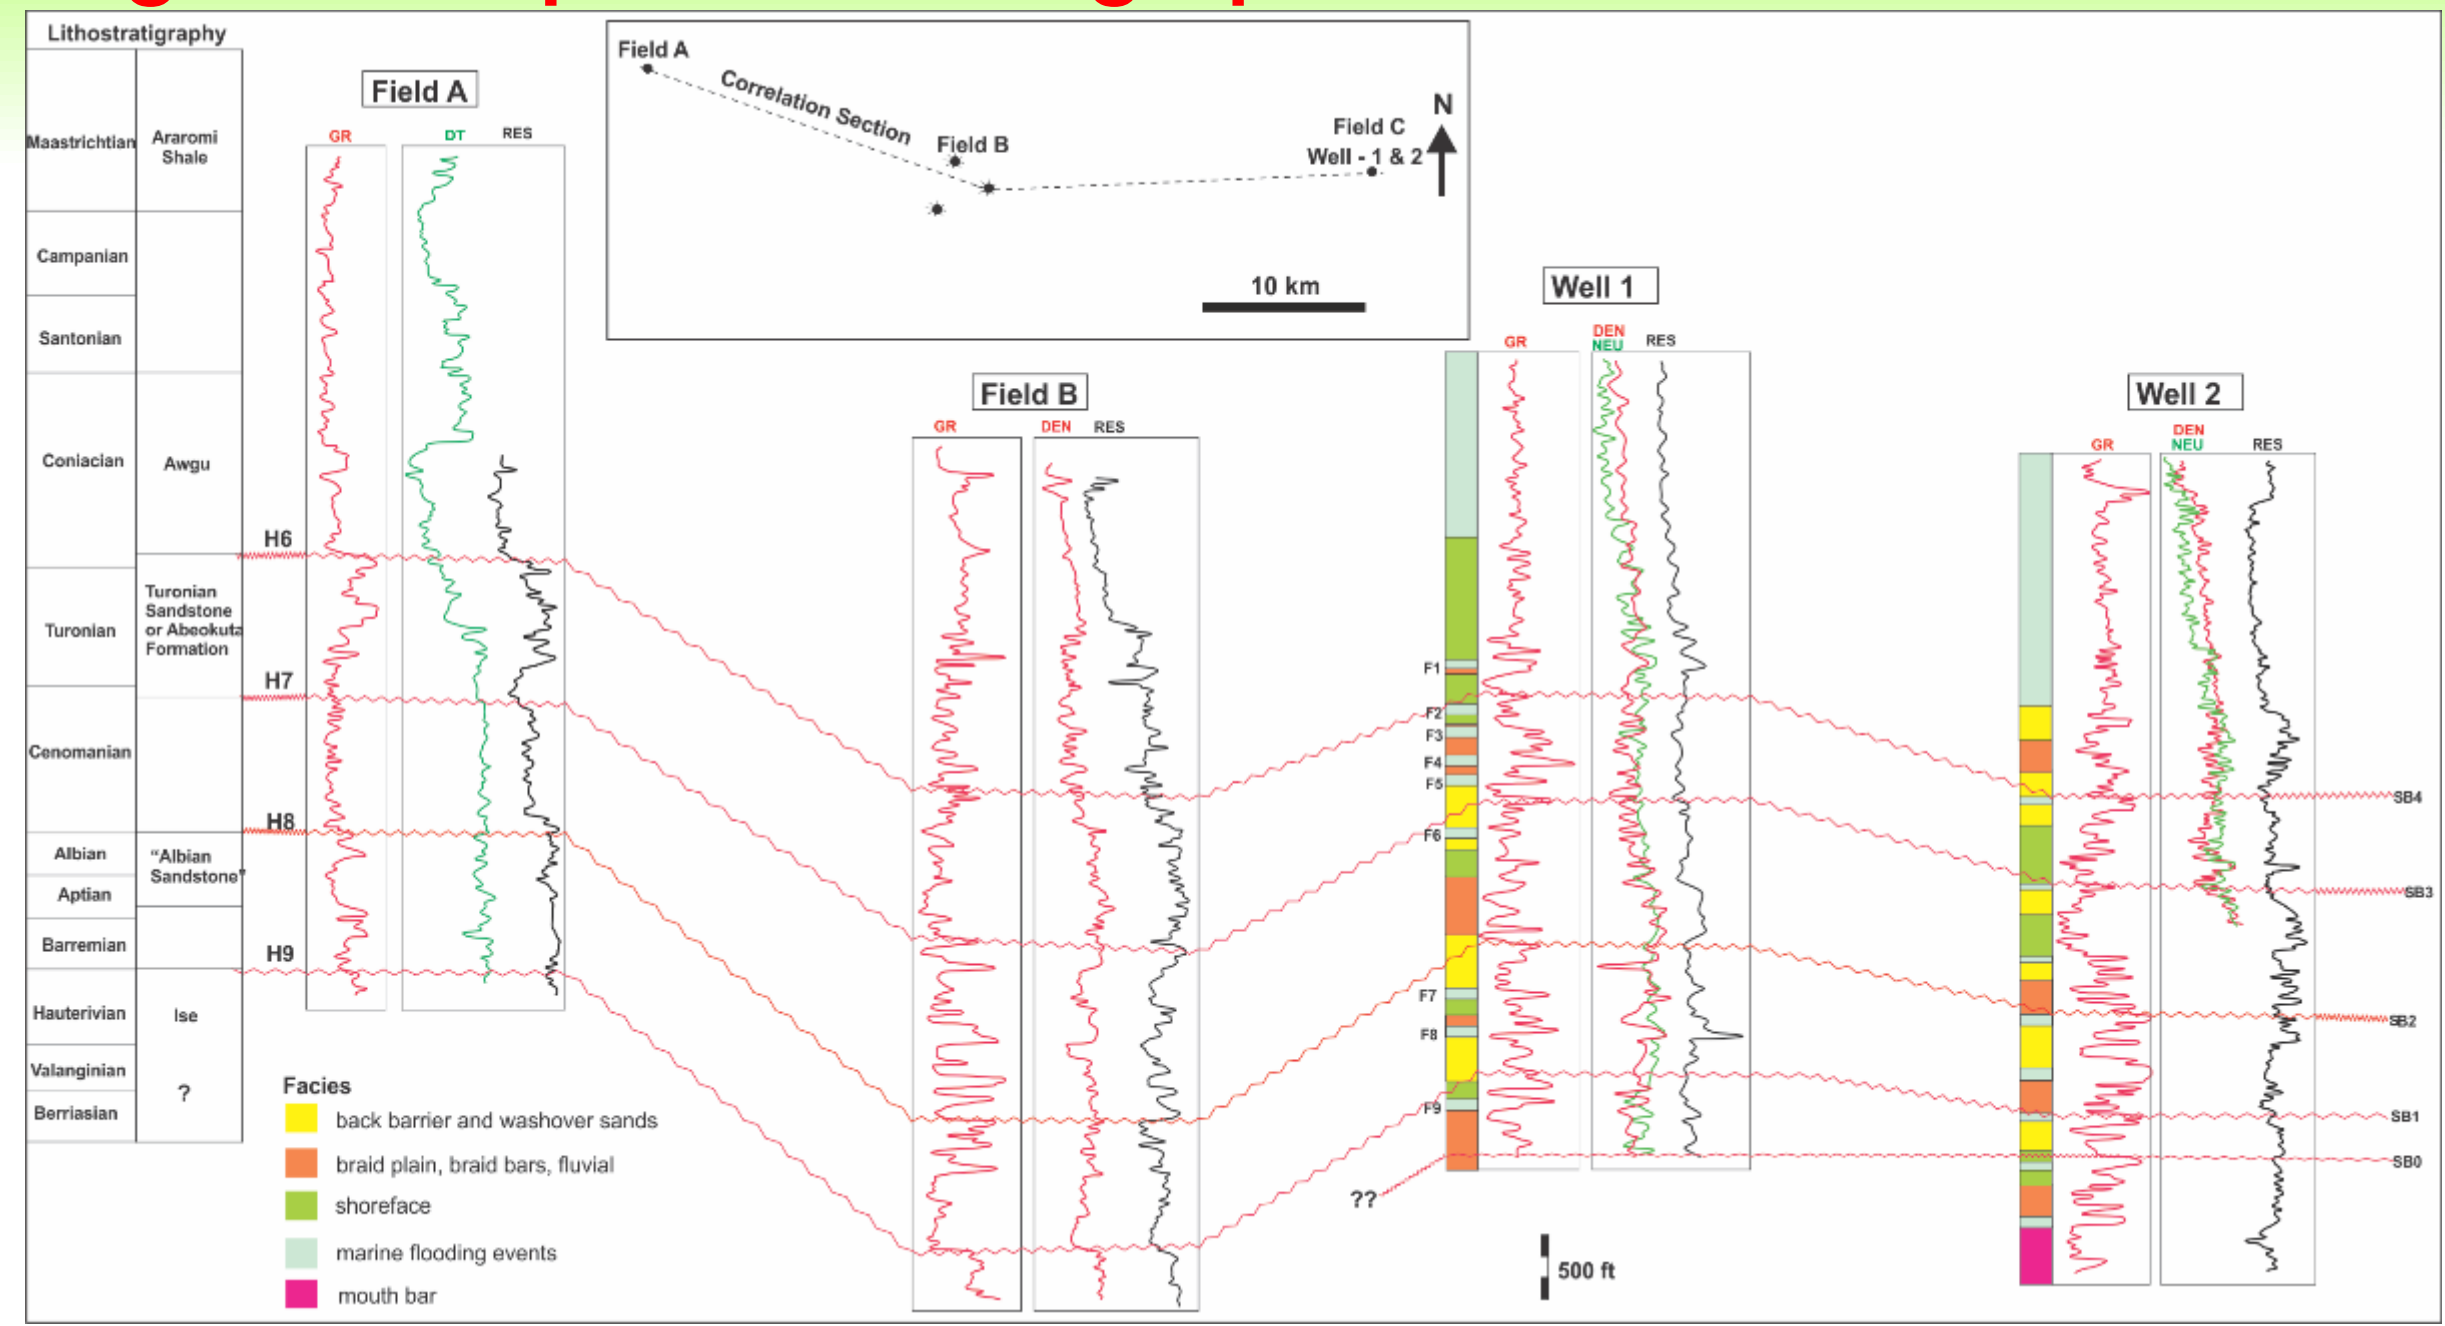 Lithostratigraphy
Maastrichtian
Araromi
Shale
Campanian
Santonian
Coniacian
Awgu
Turonian
Turonian
Sandstone
or Abeokuta
Formation
Cenomanian
Albian
"Albian
Sandstone"
Aptian
Barremian
Hauterivian
Ise
Valanginian
?
Berriasian
H6
H7
H8
H9
Field A
GR
DT
RES
Field A
Correlation Section
Field B
Field C
Well - 1 & 2
N
10 km
Field B
GR
DEN
RES
Well 1
GR
DEN
NEU
RES
F1
F2
F3
F4
F5
F6
F7
F8
F9
??
500 ft
Well 2
GR
DEN
NEU
RES
SB4
SB3
SB2
SB1
SB0
Facies
back barrier and washover sands
braid plain, braid bars, fluvial
shoreface
marine flooding events
mouth bar